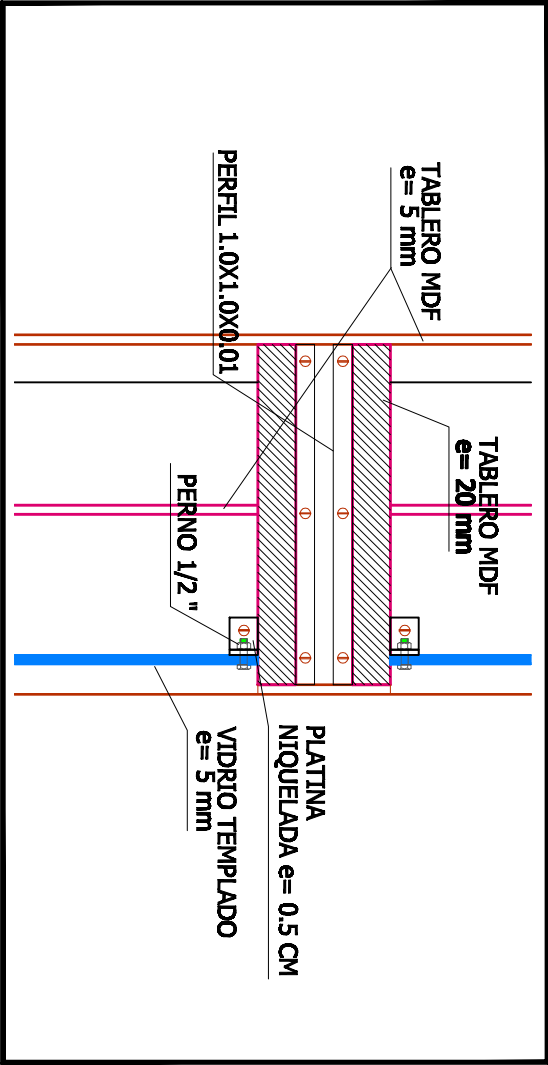 TABLERO MDF
e= 5 mm
TABLERO MDF
e= 20 mm
PERFIL 1.0X1.0X0.01
PERNO 1/2 "
PLATINA
NIQUELADA e= 0.5 CM
VIDRIO TEMPLADO
e= 5 mm